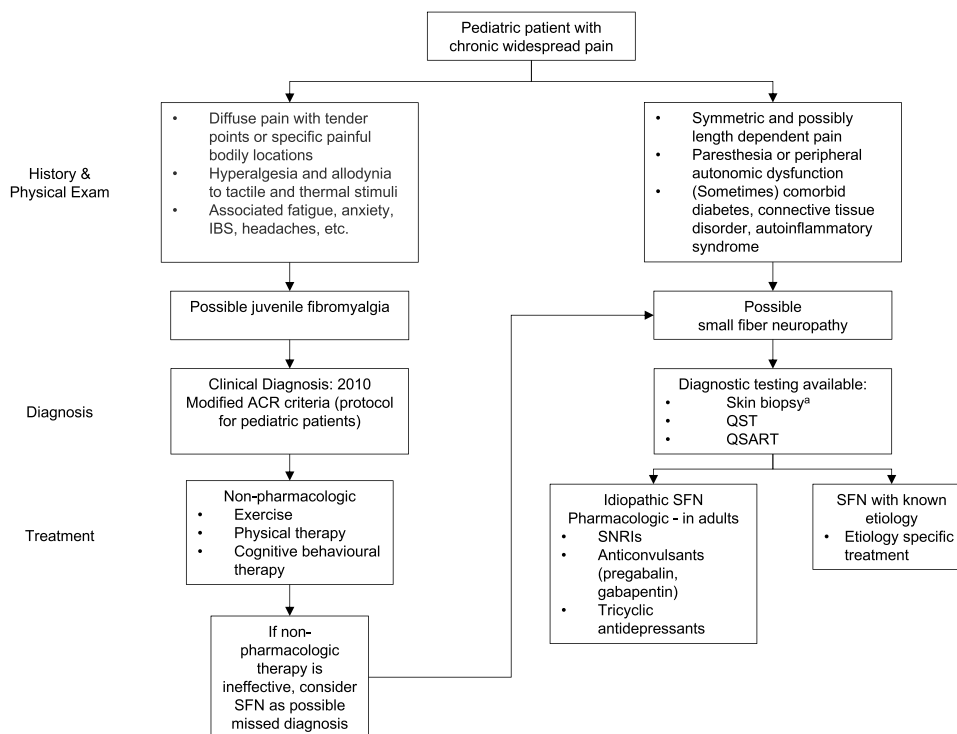 Pediatric patient with
chronic widespread pain
History &
Physical Exam
• Diffuse pain with tender
points or specific painful
bodily locations
• Hyperalgesia and allodynia
to tactile and thermal stimuli
• Associated fatigue, anxiety,
IBS, headaches, etc.
• Symmetric and possibly
length dependent pain
• Paresthesia or peripheral
autonomic dysfunction
• (Sometimes) comorbid
diabetes, connective tissue
disorder, autoinflammatory
syndrome
Possible juvenile fibromyalgia
Possible
small fiber neuropathy
Diagnosis
Clinical Diagnosis: 2010
Modified ACR criteria (protocol
for pediatric patients)
Diagnostic testing available:
• Skin biopsyᵃ
• QST
• QSART
Treatment
Non-pharmacologic
• Exercise
• Physical therapy
• Cognitive behavioural
therapy
Idiopathic SFN
Pharmacologic - in adults
• SNRIs
• Anticonvulsants
(pregabalin,
gabapentin)
• Tricyclic
antidepressants
SFN with known
etiology
• Etiology specific
treatment
If non-
pharmacologic
therapy is
ineffective, consider
SFN as possible
missed diagnosis